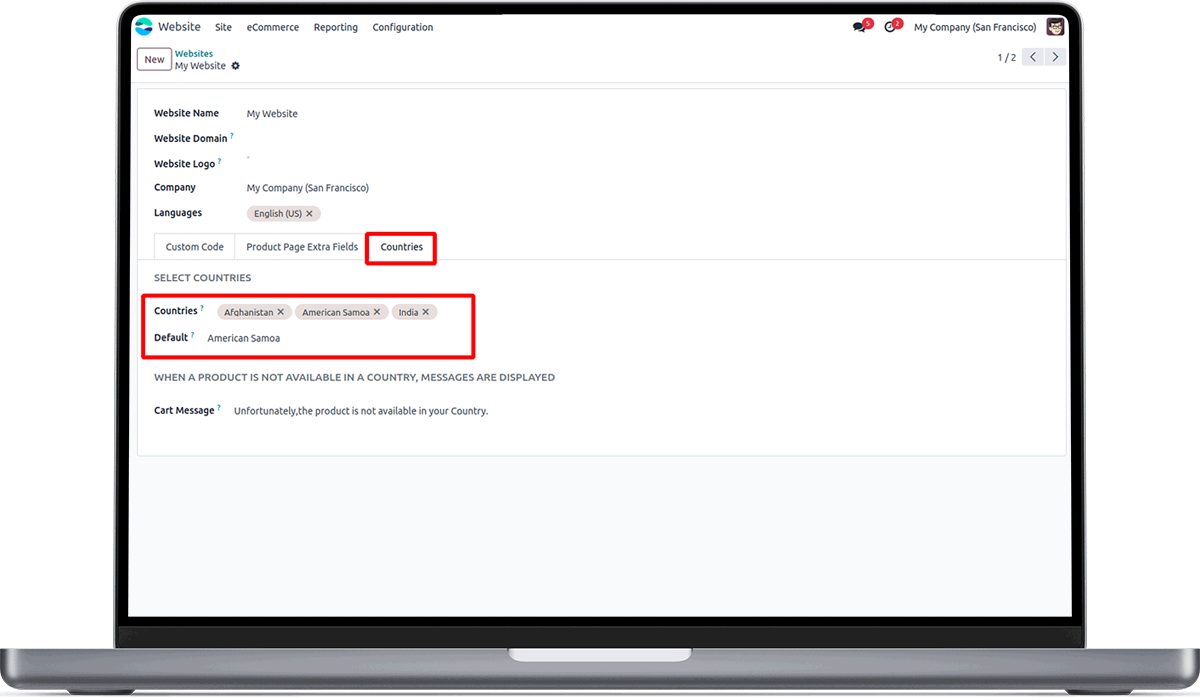 Website Site eCommerce Reporting Configuration 5 2 My Company (San Francisco)
New Websites 1 / 2
My Website
Website Name My Website
Website Domain ?
Website Logo ?
Company My Company (San Francisco)
Languages English (US) ✕
Custom Code Product Page Extra Fields Countries
SELECT COUNTRIES
Countries ? Afghanistan ✕ American Samoa ✕ India ✕
Default ? American Samoa
WHEN A PRODUCT IS NOT AVAILABLE IN A COUNTRY, MESSAGES ARE DISPLAYED
Cart Message ? Unfortunately,the product is not available in your Country.